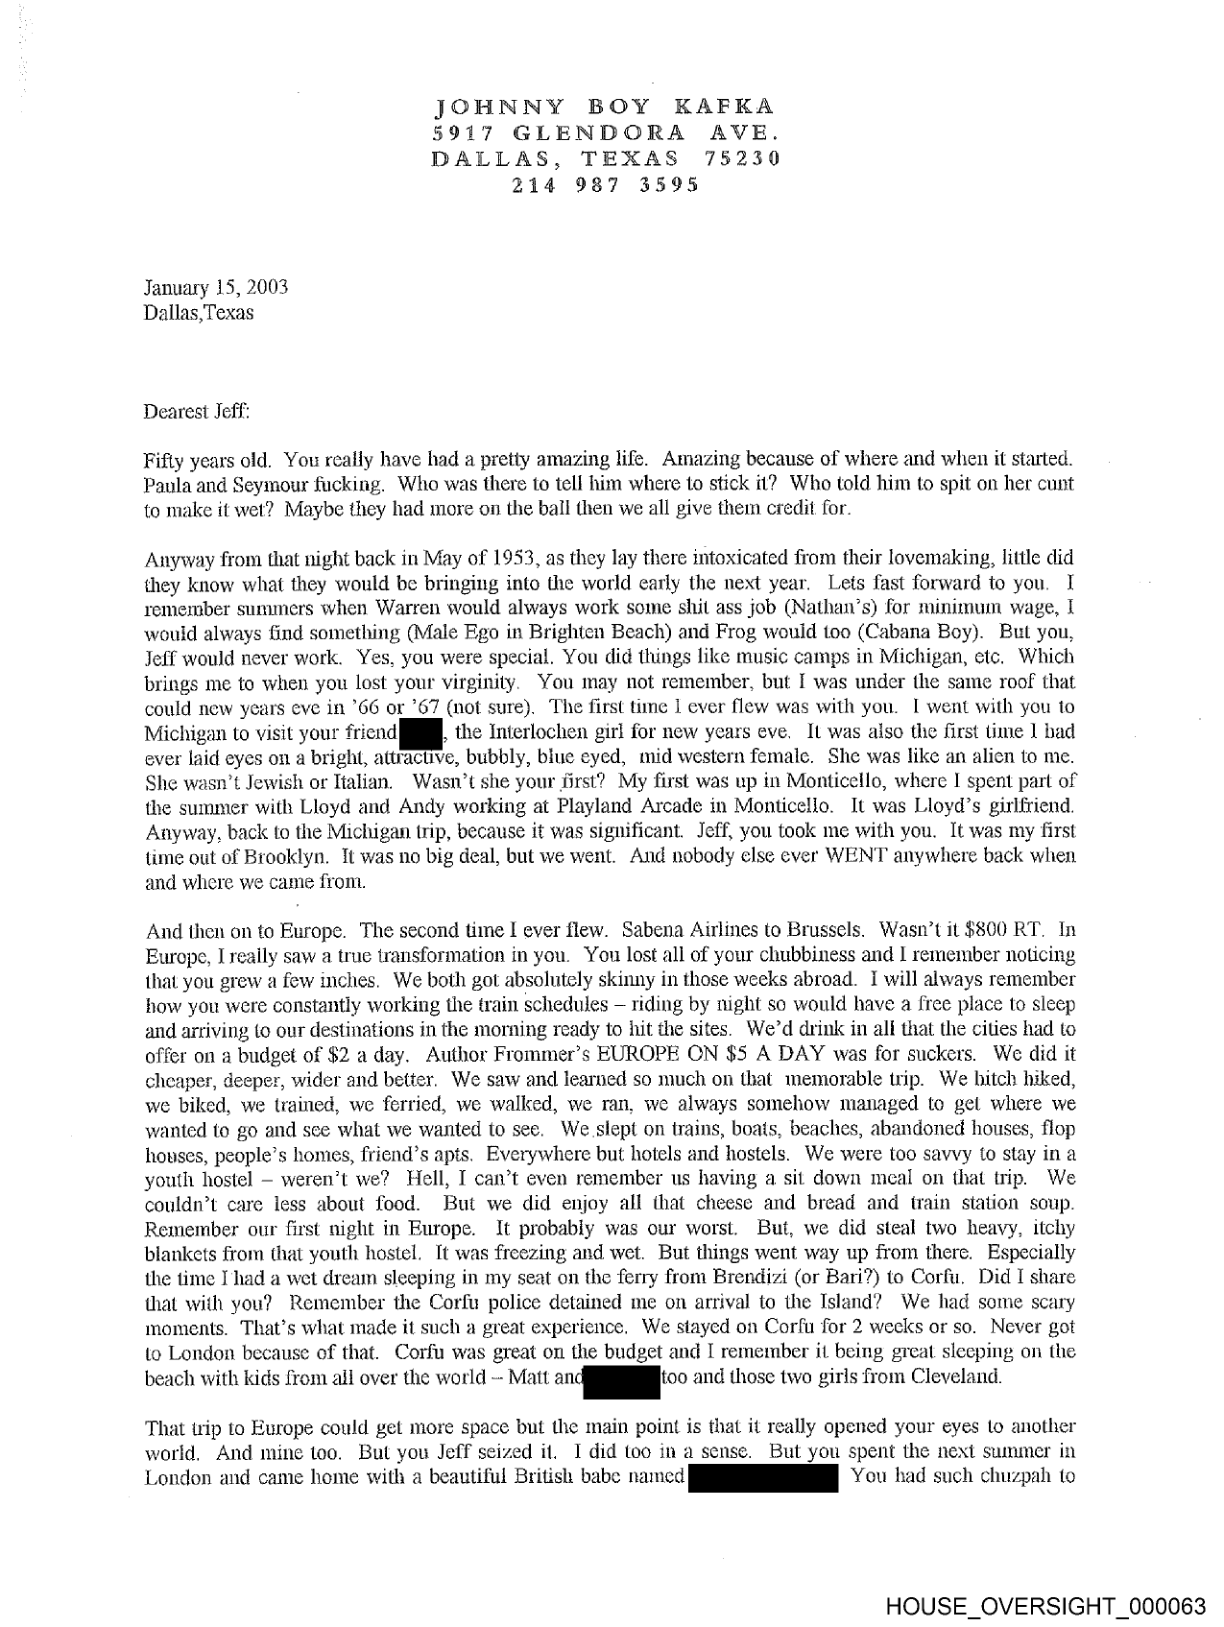 JOHNNY BOY KAFKA
5917 GLENDORA AVE.
DALLAS, TEXAS 75230
214 987 3595
January 15, 2003
Dallas,Texas
Dearest Jeff:
Fifty years old. You really have had a pretty amazing life. Amazing because of where and when it started.
Paula and Seymour fucking. Who was there to tell him where to stick it? Who told him to spit on her cunt
to make it wet? Maybe they had more on the ball then we all give them credit for.
Anyway from that night back in May of 1953, as they lay there intoxicated from their lovemaking, little did
they know what they would be bringing into the world early the next year. Lets fast forward to you. I
remember summers when Warren would always work some shit ass job (Nathan's) for minimum wage, I
would always find something (Male Ego in Brighten Beach) and Frog would too (Cabana Boy). But you,
Jeff would never work. Yes, you were special. You did things like music camps in Michigan, etc. Which
brings me to when you lost your virginity. You may not remember, but I was under the same roof that
could new years eve in '66 or '67 (not sure). The first time I ever flew was with you. I went with you to
Michigan to visit your friend , the Interlochen girl for new years eve. It was also the first time I had
ever laid eyes on a bright, attractive, bubbly, blue eyed, mid western female. She was like an alien to me.
She wasn't Jewish or Italian. Wasn't she your first? My first was up in Monticello, where I spent part of
the summer with Lloyd and Andy working at Playland Arcade in Monticello. It was Lloyd's girlfriend.
Anyway, back to the Michigan trip, because it was significant. Jeff, you took me with you. It was my first
time out of Brooklyn. It was no big deal, but we went. And nobody else ever WENT anywhere back when
and where we came from.
And then on to Europe. The second time I ever flew. Sabena Airlines to Brussels. Wasn't it $800 RT. In
Europe, I really saw a true transformation in you. You lost all of your chubbiness and I remember noticing
that you grew a few inches. We both got absolutely skinny in those weeks abroad. I will always remember
how you were constantly working the train schedules – riding by night so would have a free place to sleep
and arriving to our destinations in the morning ready to hit the sites. We'd drink in all that the cities had to
offer on a budget of $2 a day. Author Frommer's EUROPE ON $5 A DAY was for suckers. We did it
cheaper, deeper, wider and better. We saw and learned so much on that memorable trip. We hitch hiked,
we biked, we trained, we ferried, we walked, we ran, we always somehow managed to get where we
wanted to go and see what we wanted to see. We slept on trains, boats, beaches, abandoned houses, flop
houses, people's homes, friend's apts. Everywhere but hotels and hostels. We were too savvy to stay in a
youth hostel – weren't we? Hell, I can't even remember us having a sit down meal on that trip. We
couldn't care less about food. But we did enjoy all that cheese and bread and train station soup.
Remember our first night in Europe. It probably was our worst. But, we did steal two heavy, itchy
blankets from that youth hostel. It was freezing and wet. But things went way up from there. Especially
the time I had a wet dream sleeping in my seat on the ferry from Brendizi (or Bari?) to Corfu. Did I share
that with you? Remember the Corfu police detained me on arrival to the Island? We had some scary
moments. That's what made it such a great experience. We stayed on Corfu for 2 weeks or so. Never got
to London because of that. Corfu was great on the budget and I remember it being great sleeping on the
beach with kids from all over the world – Matt and too and those two girls from Cleveland.
That trip to Europe could get more space but the main point is that it really opened your eyes to another
world. And mine too. But you Jeff seized it. I did too in a sense. But you spent the next summer in
London and came home with a beautiful British babe named You had such chuzpah to
HOUSE_OVERSIGHT_000063